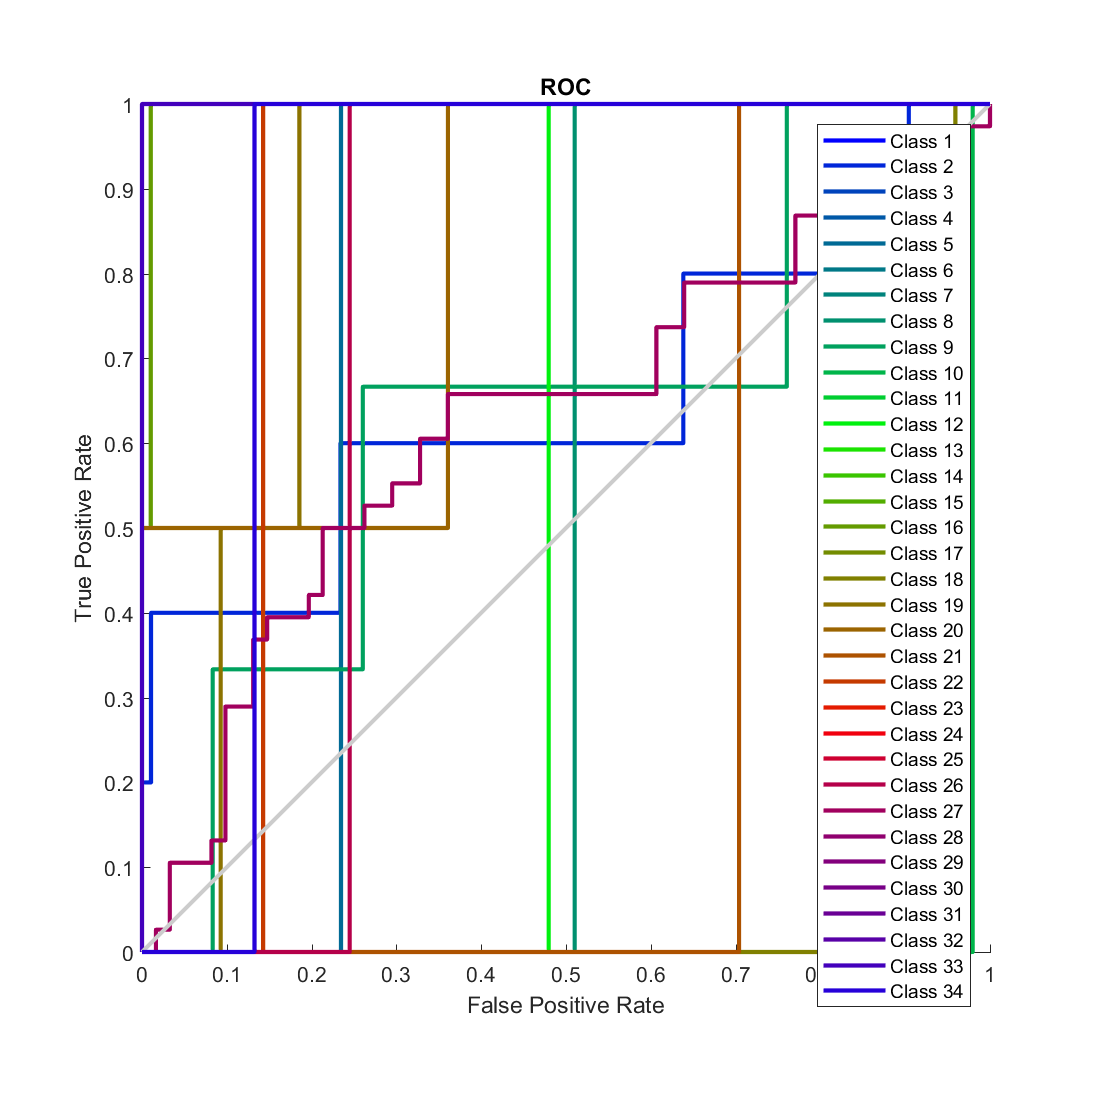 ROC
True Positive Rate
1
0.9
0.8
0.7
0.6
0.5
0.4
0.3
0.2
0.1
0
0 0.1 0.2 0.3 0.4 0.5 0.6 0.7 1
False Positive Rate
Class 1
Class 2
Class 3
Class 4
Class 5
Class 6
Class 7
Class 8
Class 9
Class 10
Class 11
Class 12
Class 13
Class 14
Class 15
Class 16
Class 17
Class 18
Class 19
Class 20
Class 21
Class 22
Class 23
Class 24
Class 25
Class 26
Class 27
Class 28
Class 29
Class 30
Class 31
Class 32
Class 33
Class 34